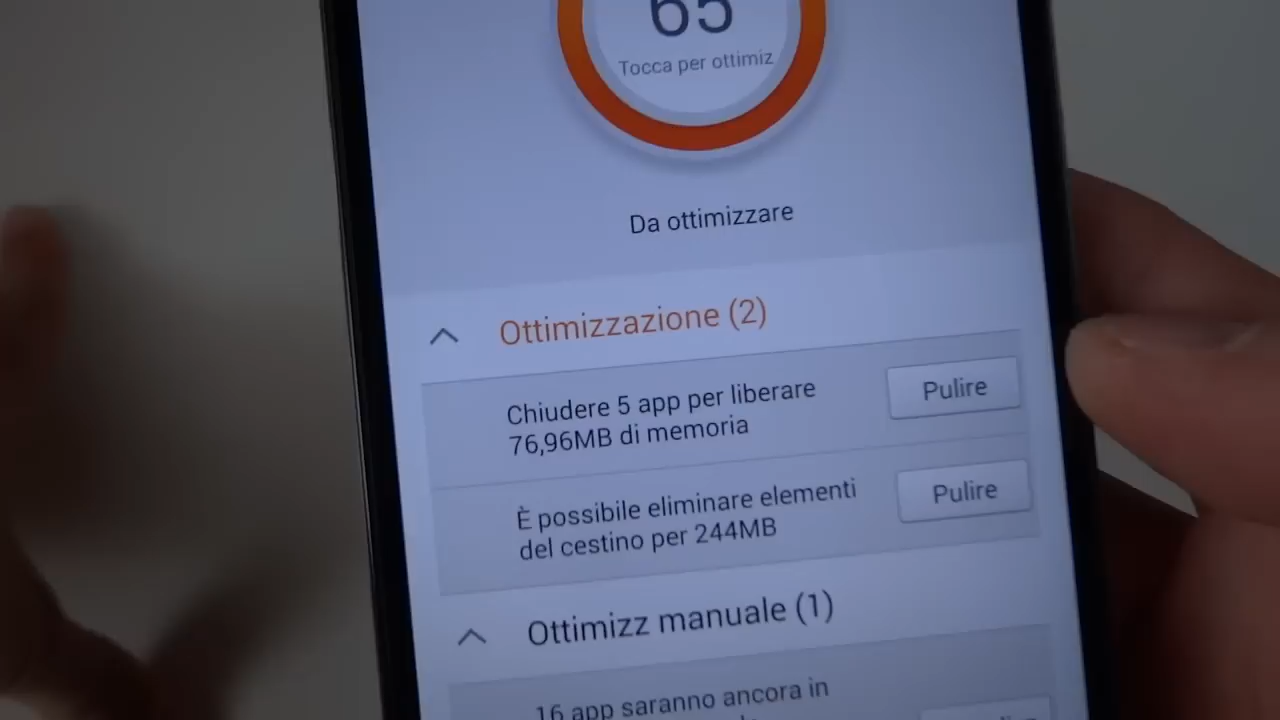 65
Tocca per ottimiz
Da ottimizzare
Ottimizzazione (2)
Chiudere 5 app per liberare
76,96MB di memoria
Pulire
È possibile eliminare elementi
del cestino per 244MB
Pulire
Ottimizz manuale (1)
16 app saranno ancora in